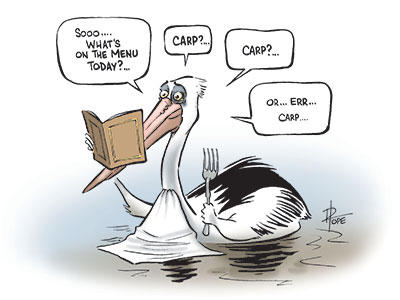 SOOO....
WHAT'S
ON THE MENU
TODAY?...
CARP?...
CARP?...
OR... ERR...
CARP....
POPE